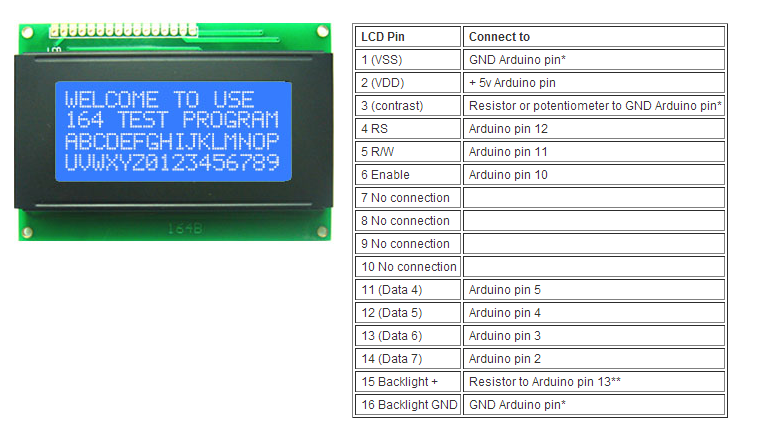 WELCOME TO USE
164 TEST PROGRAM
ABCDEFGHIJKLMNOP
UVWXYZ0123456789
164B
LCD Pin Connect to
1 (VSS) GND Arduino pin*
2 (VDD) + 5v Arduino pin
3 (contrast) Resistor or potentiometer to GND Arduino pin*
4 RS Arduino pin 12
5 R/W Arduino pin 11
6 Enable Arduino pin 10
7 No connection
8 No connection
9 No connection
10 No connection
11 (Data 4) Arduino pin 5
12 (Data 5) Arduino pin 4
13 (Data 6) Arduino pin 3
14 (Data 7) Arduino pin 2
15 Backlight + Resistor to Arduino pin 13**
16 Backlight GND GND Arduino pin*